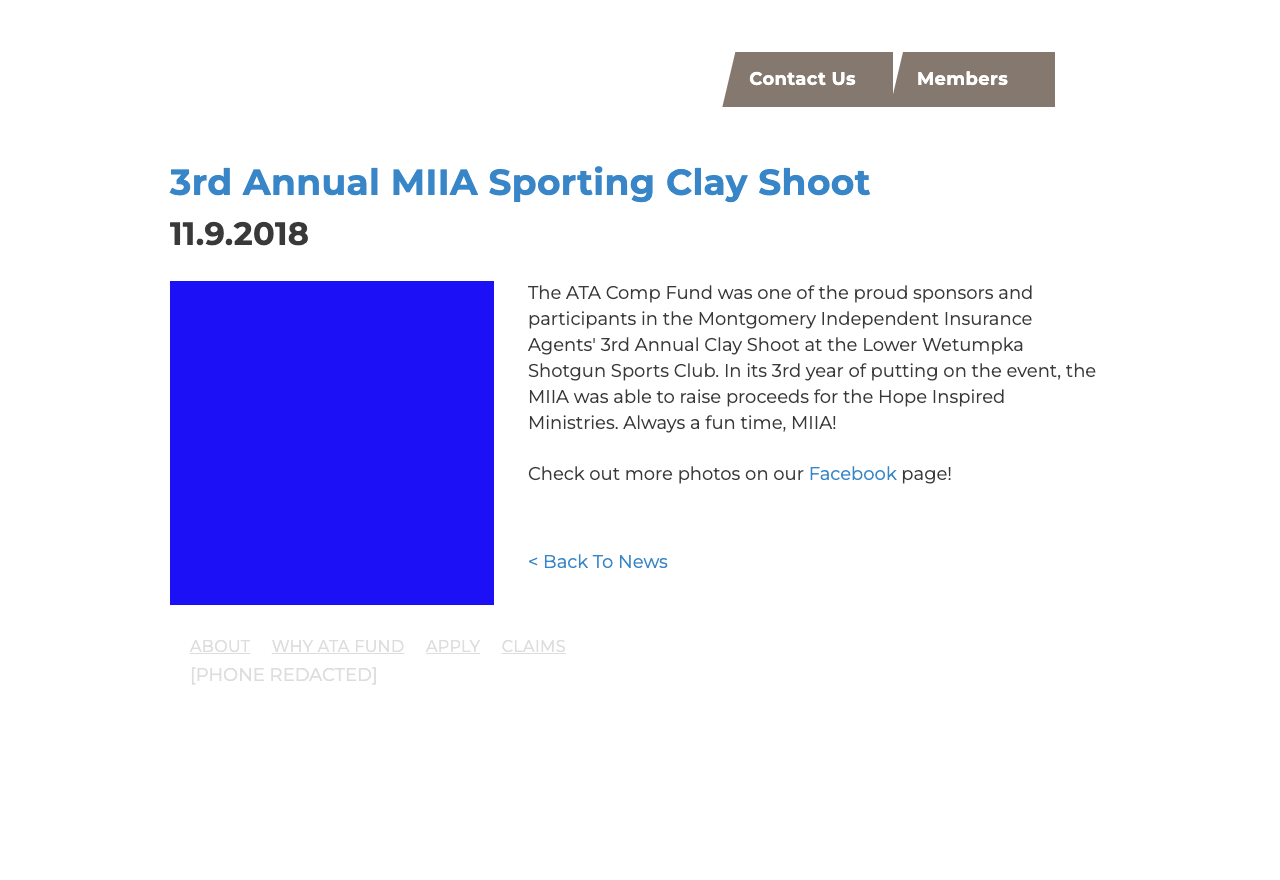 Contact Us
Members
3rd Annual MIIA Sporting Clay Shoot
11.9.2018
The ATA Comp Fund was one of the proud sponsors and
participants in the Montgomery Independent Insurance
Agents' 3rd Annual Clay Shoot at the Lower Wetumpka
Shotgun Sports Club. In its 3rd year of putting on the event, the
MIIA was able to raise proceeds for the Hope Inspired
Ministries. Always a fun time, MIIA!
Check out more photos on our Facebook page!
< Back To News
ABOUT WHY ATA FUND APPLY CLAIMS
[PHONE REDACTED]